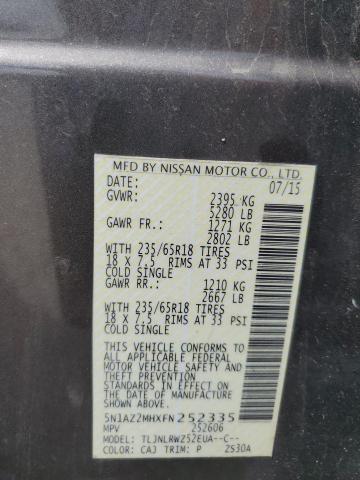 MFD BY NISSAN MOTOR CO., LTD.
DATE: 07/15
GVWR: 2395 KG
5280 LB
GAWR FR.: 1271 KG
2802 LB
WITH 235/65R18 TIRES
18 X 7.5 RIMS AT 33 PSI
COLD SINGLE
GAWR RR.: 1210 KG
2667 LB
WITH 235/65R18 TIRES
18 X 7.5 RIMS AT 33 PSI
COLD SINGLE
THIS VEHICLE CONFORMS TO
ALL APPLICABLE FEDERAL
MOTOR VEHICLE SAFETY
STANDARDS IN EFFECT ON
THE DATE OF MANUFACTURE
SHOWN ABOVE.
5N1AZ2MHXFN252335
MPV 252606
TLJNLRWZ52EUA--C--
COLOR: CAJ TRIM: P 2S30A